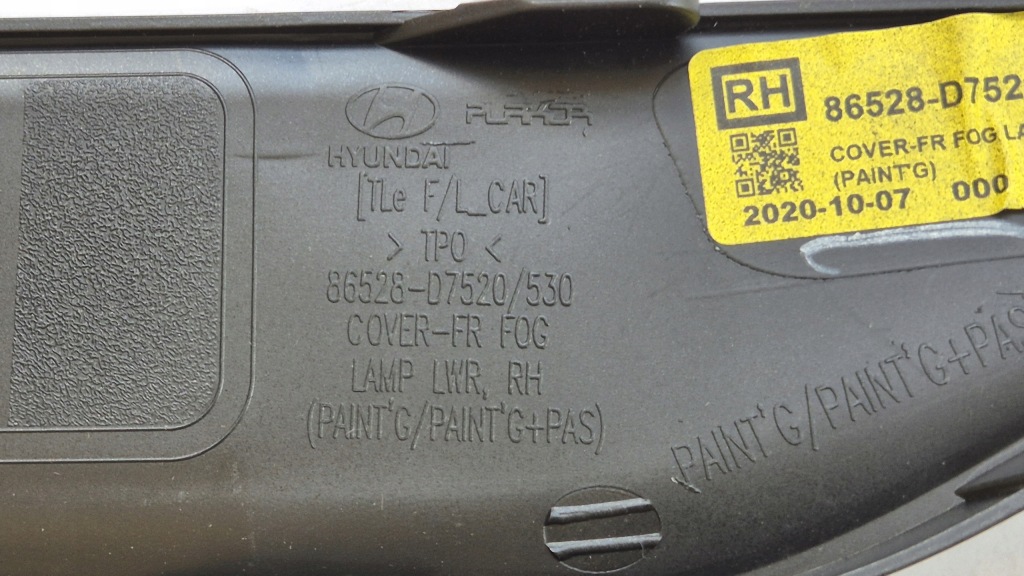 HYUNDAI
[TLe F/L_CAR]
> TPO <
86528-D7520/530
COVER-FR FOG
LAMP LWR, RH
(PAINT'G/PAINT'G+PAS)
RH
86528-D752
COVER-FR FOG LA
(PAINT'G)
2020-10-07 000
PAINT'G/PAINT'G+PAS